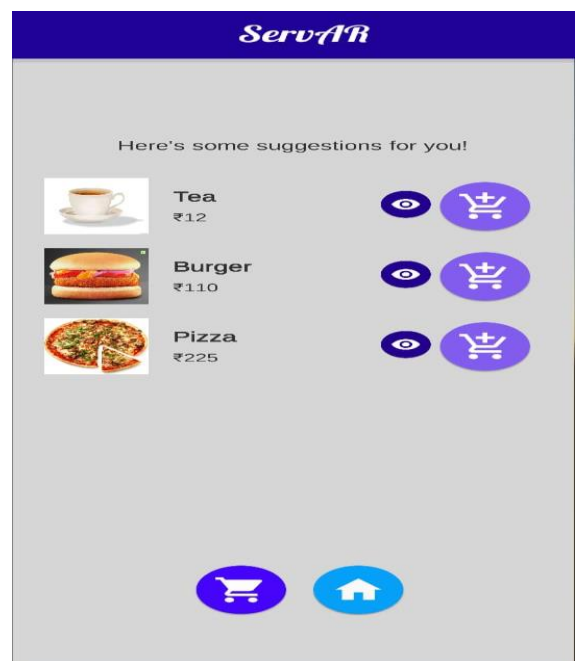 ServAR
Here's some suggestions for you!
Tea
₹12
Burger
₹110
Pizza
₹225